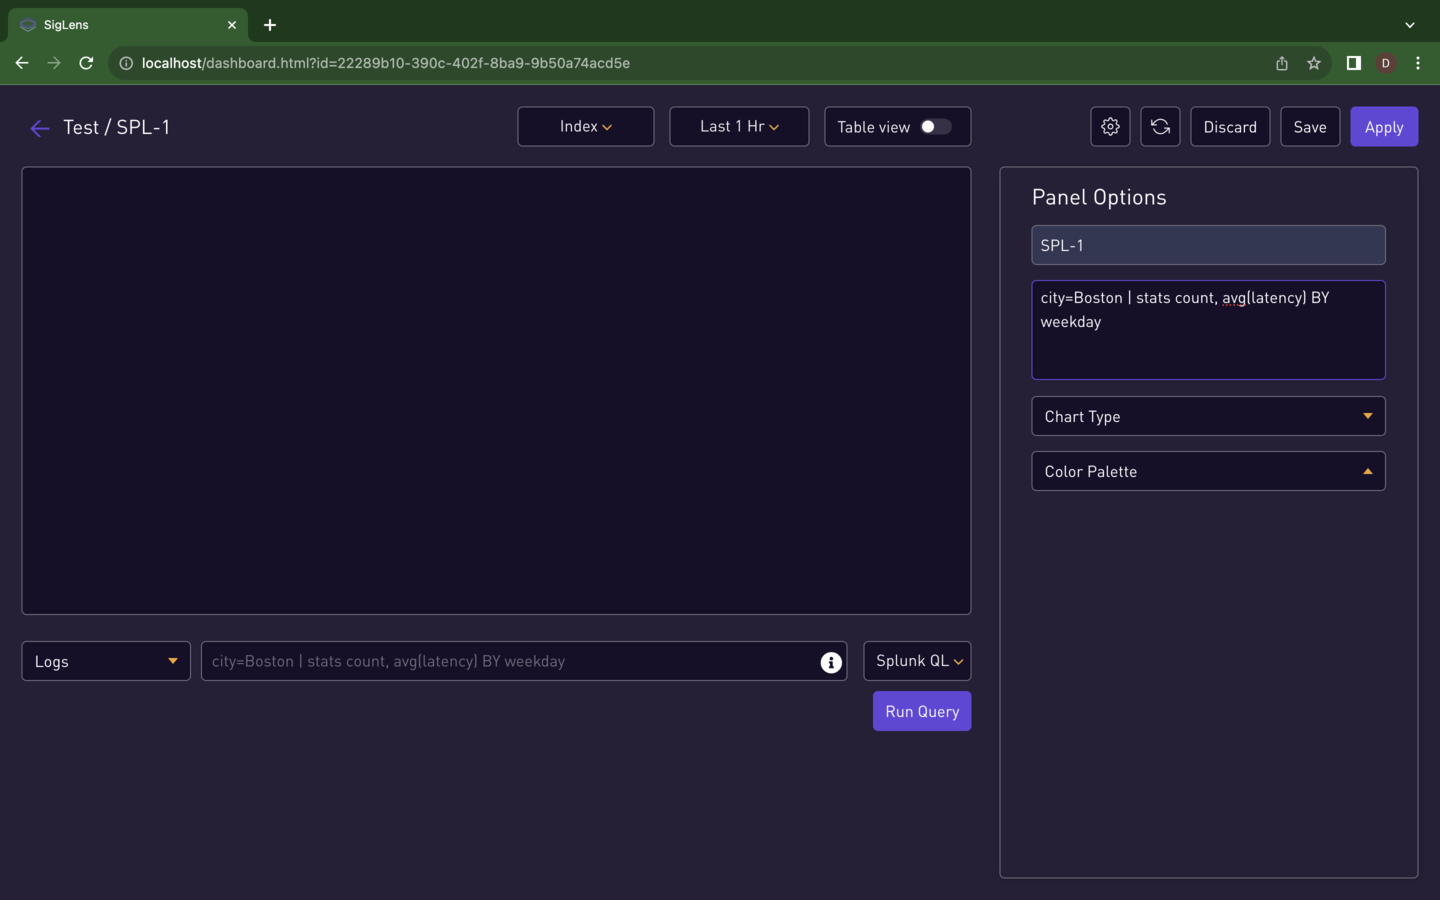 SigLens
localhost/dashboard.html?id=22289b10-390c-402f-8ba9-9b50a74acd5e
D
Test / SPL-1
Index
Last 1 Hr
Table view
Discard
Save
Apply
Panel Options
SPL-1
city=Boston | stats count, avg(latency) BY
weekday
Chart Type
Color Palette
Logs
city=Boston | stats count, avg(latency) BY weekday
Splunk QL
Run Query